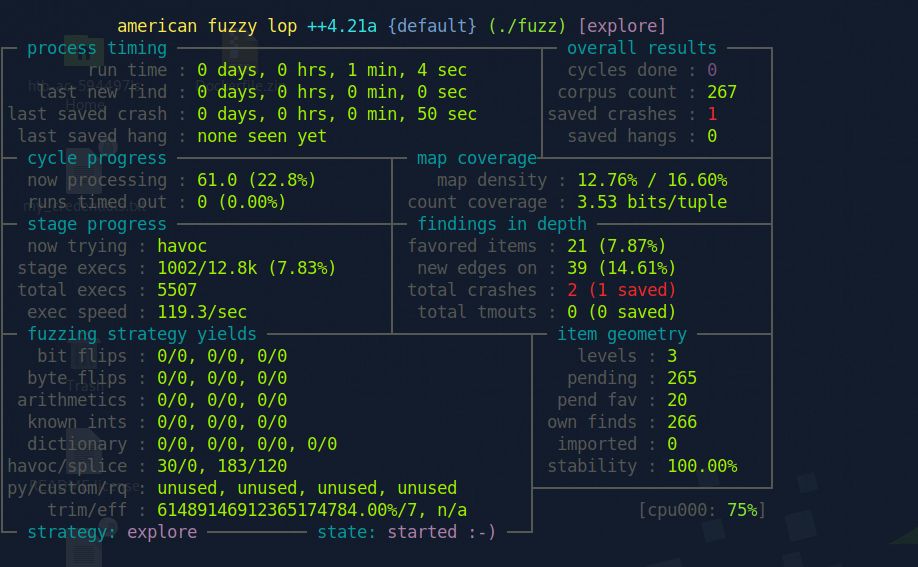 american fuzzy lop ++4.21a {default} (./fuzz) [explore]
process timing overall results
run time : 0 days, 0 hrs, 1 min, 4 sec cycles done : 0
last new find : 0 days, 0 hrs, 0 min, 0 sec corpus count : 267
last saved crash : 0 days, 0 hrs, 0 min, 50 sec saved crashes : 1
last saved hang : none seen yet saved hangs : 0
cycle progress map coverage
now processing : 61.0 (22.8%) map density : 12.76% / 16.60%
runs timed out : 0 (0.00%) count coverage : 3.53 bits/tuple
stage progress findings in depth
now trying : havoc favored items : 21 (7.87%)
stage execs : 1002/12.8k (7.83%) new edges on : 39 (14.61%)
total execs : 5507 total crashes : 2 (1 saved)
exec speed : 119.3/sec total tmouts : 0 (0 saved)
fuzzing strategy yields item geometry
bit flips : 0/0, 0/0, 0/0 levels : 3
byte flips : 0/0, 0/0, 0/0 pending : 265
arithmetics : 0/0, 0/0, 0/0 pend fav : 20
known ints : 0/0, 0/0, 0/0 own finds : 266
dictionary : 0/0, 0/0, 0/0, 0/0 imported : 0
havoc/splice : 30/0, 183/120 stability : 100.00%
py/custom/rq : unused, unused, unused, unused
trim/eff : 61489146912365174784.00%/7, n/a [cpu000: 75%]
strategy: explore state: started :-)
Home
Trash